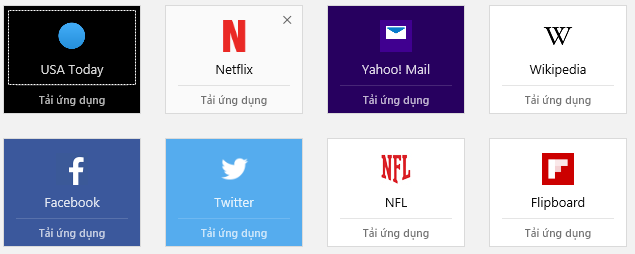 USA Today
Tải ứng dụng
N
Netflix
Tải ứng dụng
Yahoo! Mail
Tải ứng dụng
W
Wikipedia
Tải ứng dụng
f
Facebook
Tải ứng dụng
Twitter
Tải ứng dụng
NFL
NFL
Tải ứng dụng
F
Flipboard
Tải ứng dụng